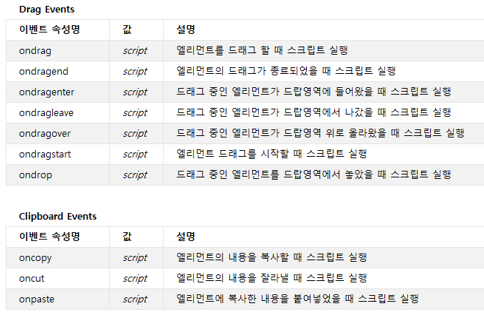 Drag Events
이벤트 속성명 값 설명
ondrag script 엘리먼트를 드래그 할 때 스크립트 실행
ondragend script 엘리먼트의 드래그가 종료되었을 때 스크립트 실행
ondragenter script 드래그 중인 엘리먼트가 드랍영역에 들어왔을 때 스크립트 실행
ondragleave script 드래그 중인 엘리먼트가 드랍영역에서 나갔을 때 스크립트 실행
ondragover script 드래그 중인 엘리먼트가 드랍영역 위로 올라왔을 때 스크립트 실행
ondragstart script 엘리먼트 드래그를 시작할 때 스크립트 실행
ondrop script 드래그 중인 엘리먼트를 드랍영역에서 놓았을 때 스크립트 실행
Clipboard Events
이벤트 속성명 값 설명
oncopy script 엘리먼트의 내용을 복사할 때 스크립트 실행
oncut script 엘리먼트의 내용을 잘라낼 때 스크립트 실행
onpaste script 엘리먼트에 복사한 내용을 붙여넣었을 때 스크립트 실행